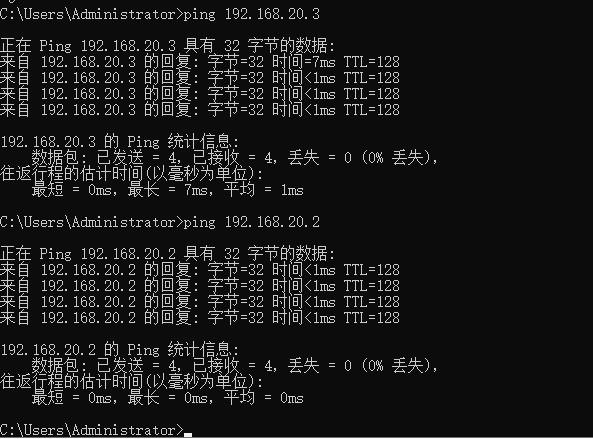 C:\Users\Administrator>ping 192.168.20.3
正在 Ping 192.168.20.3 具有 32 字节的数据:
来自 192.168.20.3 的回复: 字节=32 时间=7ms TTL=128
来自 192.168.20.3 的回复: 字节=32 时间<1ms TTL=128
来自 192.168.20.3 的回复: 字节=32 时间<1ms TTL=128
来自 192.168.20.3 的回复: 字节=32 时间<1ms TTL=128
192.168.20.3 的 Ping 统计信息:
数据包: 已发送 = 4, 已接收 = 4, 丢失 = 0 (0% 丢失),
往返行程的估计时间(以毫秒为单位):
最短 = 0ms, 最长 = 7ms, 平均 = 1ms
C:\Users\Administrator>ping 192.168.20.2
正在 Ping 192.168.20.2 具有 32 字节的数据:
来自 192.168.20.2 的回复: 字节=32 时间<1ms TTL=128
来自 192.168.20.2 的回复: 字节=32 时间<1ms TTL=128
来自 192.168.20.2 的回复: 字节=32 时间<1ms TTL=128
来自 192.168.20.2 的回复: 字节=32 时间<1ms TTL=128
192.168.20.2 的 Ping 统计信息:
数据包: 已发送 = 4, 已接收 = 4, 丢失 = 0 (0% 丢失),
往返行程的估计时间(以毫秒为单位):
最短 = 0ms, 最长 = 0ms, 平均 = 0ms
C:\Users\Administrator>